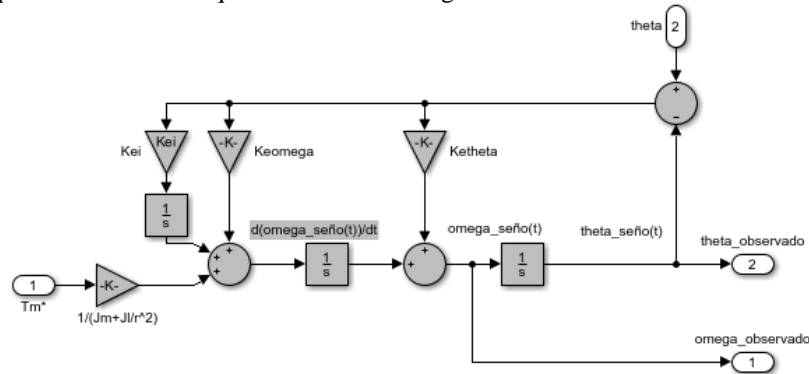 theta
2
+
−
Kei
Kei
-K-
Keomega
-K-
Ketheta
1
s
d(omega_seño(t))/dt
omega_seño(t)
theta_seño(t)
+
+
+
1
s
+
+
1
s
theta_observado
2
1
Tm*
-K-
1/(Jm+Jl/r^2)
omega_observado
1